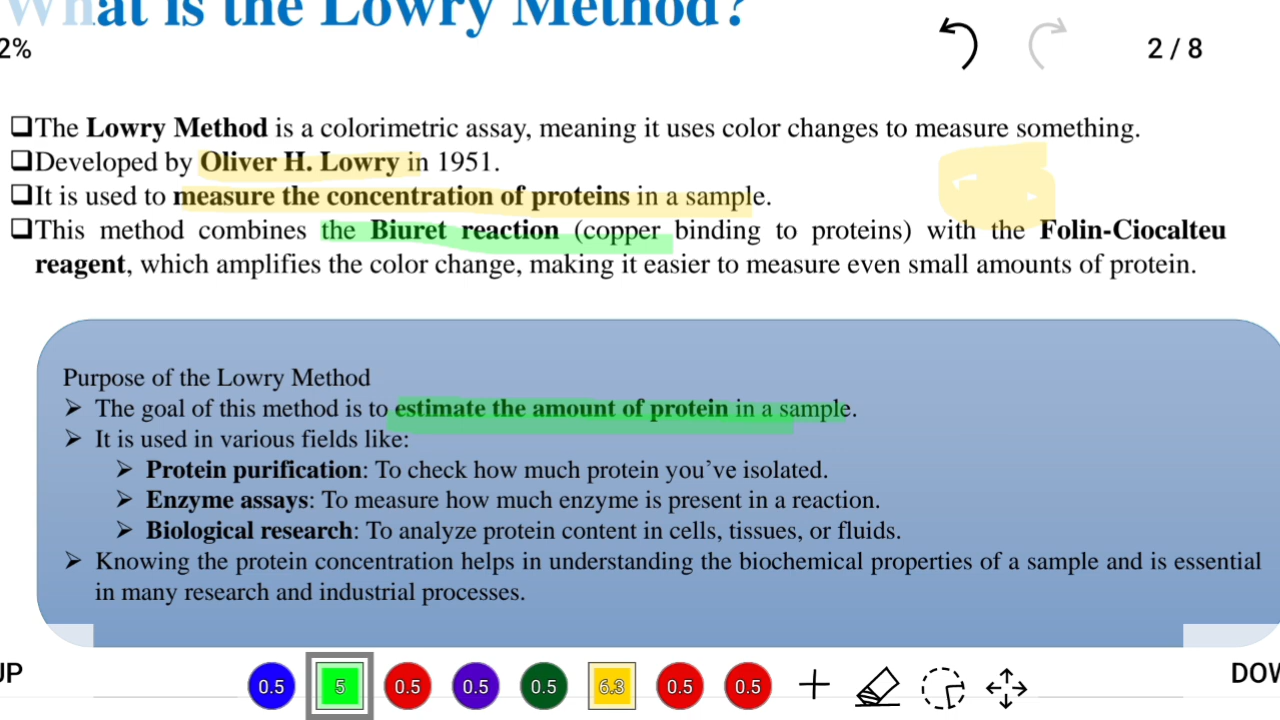 What is the Lowry Method?
2%
2 / 8
❑The Lowry Method is a colorimetric assay, meaning it uses color changes to measure something.
❑Developed by Oliver H. Lowry in 1951.
❑It is used to measure the concentration of proteins in a sample.
❑This method combines the Biuret reaction (copper binding to proteins) with the Folin-Ciocalteu
reagent, which amplifies the color change, making it easier to measure even small amounts of protein.
Purpose of the Lowry Method
➢ The goal of this method is to estimate the amount of protein in a sample.
➢ It is used in various fields like:
➢ Protein purification: To check how much protein you’ve isolated.
➢ Enzyme assays: To measure how much enzyme is present in a reaction.
➢ Biological research: To analyze protein content in cells, tissues, or fluids.
➢ Knowing the protein concentration helps in understanding the biochemical properties of a sample and is essential
in many research and industrial processes.
UP
0.5 5 0.5 0.5 0.5 6.3 0.5 0.5
DOW